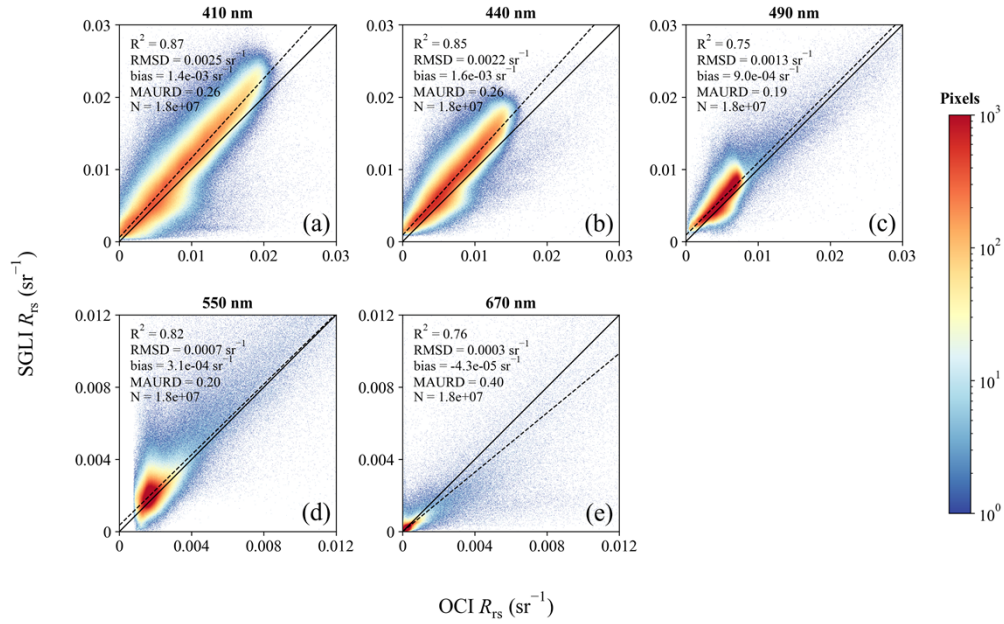 410 nm
0.03
0.02
0.01
0
0
0.01
0.02
0.03
R² = 0.87
RMSD = 0.0025 sr⁻¹
bias = 1.4e-03 sr⁻¹
MAURD = 0.26
N = 1.8e+07
(a)
440 nm
0.03
0.02
0.01
0
0
0.01
0.02
0.03
R² = 0.85
RMSD = 0.0022 sr⁻¹
bias = 1.6e-03 sr⁻¹
MAURD = 0.26
N = 1.8e+07
(b)
490 nm
0.03
0.02
0.01
0
0
0.01
0.02
0.03
R² = 0.75
RMSD = 0.0013 sr⁻¹
bias = 9.0e-04 sr⁻¹
MAURD = 0.19
N = 1.8e+07
(c)
Pixels
10³
10²
10¹
10⁰
SGLI Rrs (sr⁻¹)
550 nm
0.012
0.008
0.004
0
0
0.004
0.008
0.012
R² = 0.82
RMSD = 0.0007 sr⁻¹
bias = 3.1e-04 sr⁻¹
MAURD = 0.20
N = 1.8e+07
(d)
670 nm
0.012
0.008
0.004
0
0
0.004
0.008
0.012
R² = 0.76
RMSD = 0.0003 sr⁻¹
bias = -4.3e-05 sr⁻¹
MAURD = 0.40
N = 1.8e+07
(e)
OCI Rrs (sr⁻¹)